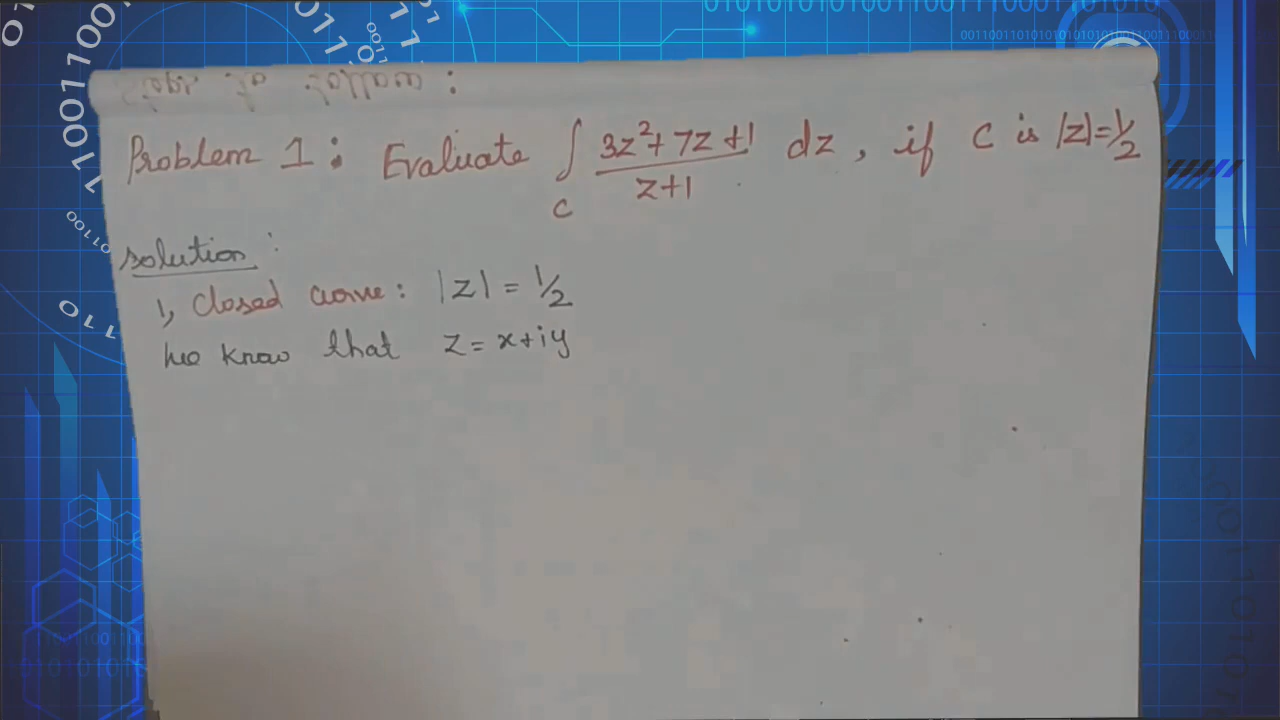 Problem 1: Evaluate ∫ 3z²+7z+1 / z+1 dz, if C is |z|=1/2
C
solution:
1, Closed curve: |z| = 1/2
we know that z = x+iy